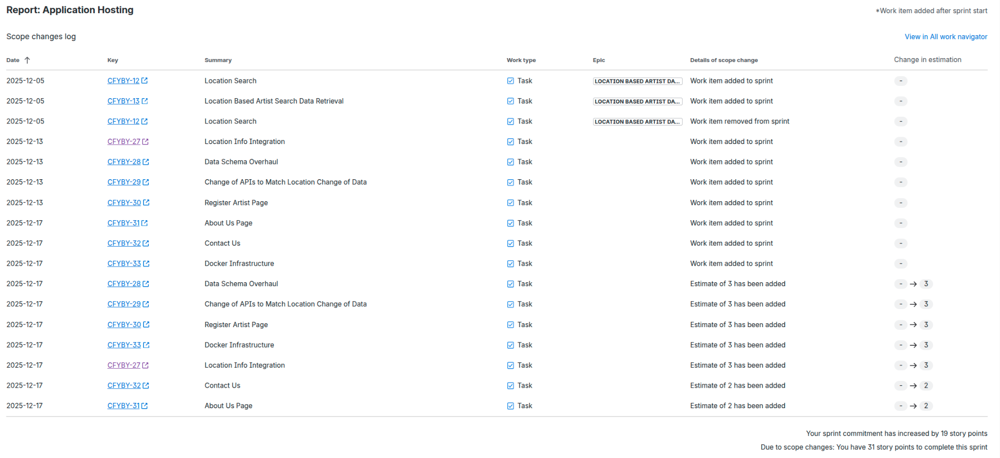 Report: Application Hosting
*Work item added after sprint start
Scope changes log
View in All work navigator
Date ↑ Key Summary Work type Epic Details of scope change Change in estimation
2025-12-05 CFYBY-12 Location Search Task LOCATION BASED ARTIST DA... Work item added to sprint -
2025-12-05 CFYBY-13 Location Based Artist Search Data Retrieval Task LOCATION BASED ARTIST DA... Work item added to sprint -
2025-12-05 CFYBY-12 Location Search Task LOCATION BASED ARTIST DA... Work item removed from sprint -
2025-12-13 CFYBY-27 Location Info Integration Task Work item added to sprint -
2025-12-13 CFYBY-28 Data Schema Overhaul Task Work item added to sprint -
2025-12-13 CFYBY-29 Change of APIs to Match Location Change of Data Task Work item added to sprint -
2025-12-13 CFYBY-30 Register Artist Page Task Work item added to sprint -
2025-12-17 CFYBY-31 About Us Page Task Work item added to sprint -
2025-12-17 CFYBY-32 Contact Us Task Work item added to sprint -
2025-12-17 CFYBY-33 Docker Infrastructure Task Work item added to sprint -
2025-12-17 CFYBY-28 Data Schema Overhaul Task Estimate of 3 has been added - → 3
2025-12-17 CFYBY-29 Change of APIs to Match Location Change of Data Task Estimate of 3 has been added - → 3
2025-12-17 CFYBY-30 Register Artist Page Task Estimate of 3 has been added - → 3
2025-12-17 CFYBY-33 Docker Infrastructure Task Estimate of 3 has been added - → 3
2025-12-17 CFYBY-27 Location Info Integration Task Estimate of 3 has been added - → 3
2025-12-17 CFYBY-32 Contact Us Task Estimate of 2 has been added - → 2
2025-12-17 CFYBY-31 About Us Page Task Estimate of 2 has been added - → 2
Your sprint commitment has increased by 19 story points
Due to scope changes: You have 31 story points to complete this sprint